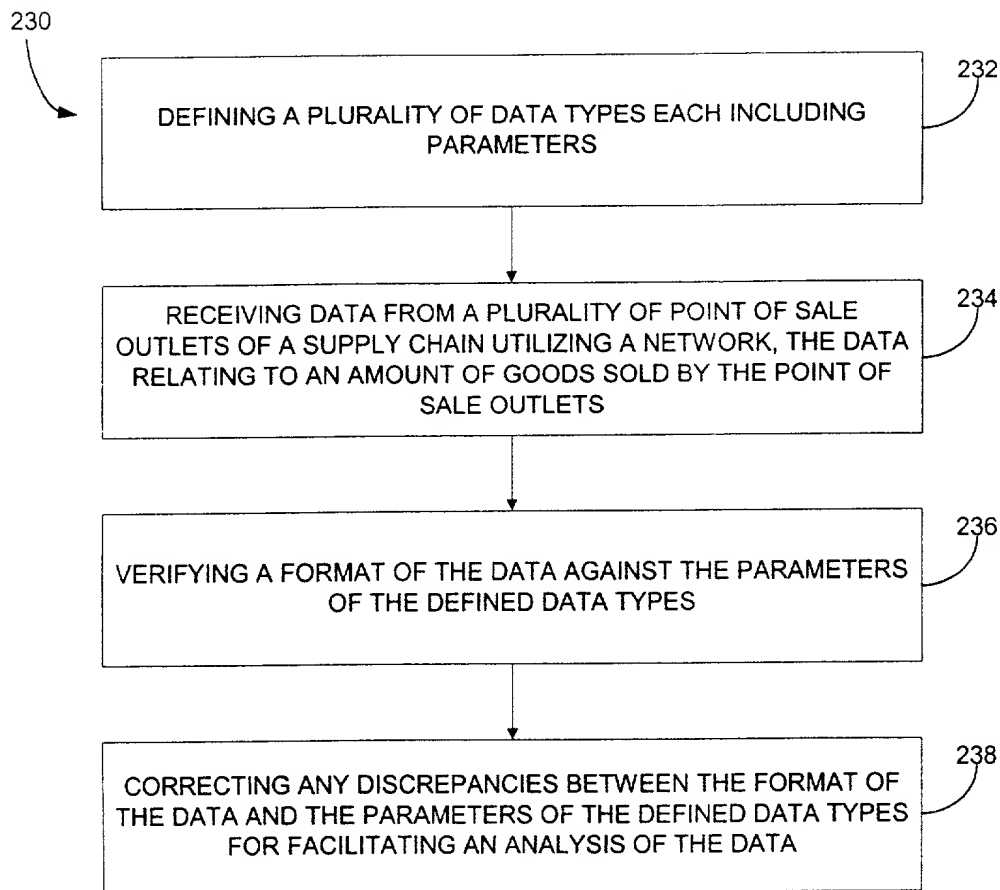 230
232
DEFINING A PLURALITY OF DATA TYPES EACH INCLUDING
PARAMETERS
234
RECEIVING DATA FROM A PLURALITY OF POINT OF SALE
OUTLETS OF A SUPPLY CHAIN UTILIZING A NETWORK, THE DATA
RELATING TO AN AMOUNT OF GOODS SOLD BY THE POINT OF
SALE OUTLETS
236
VERIFYING A FORMAT OF THE DATA AGAINST THE PARAMETERS
OF THE DEFINED DATA TYPES
238
CORRECTING ANY DISCREPANCIES BETWEEN THE FORMAT OF
THE DATA AND THE PARAMETERS OF THE DEFINED DATA TYPES
FOR FACILITATING AN ANALYSIS OF THE DATA